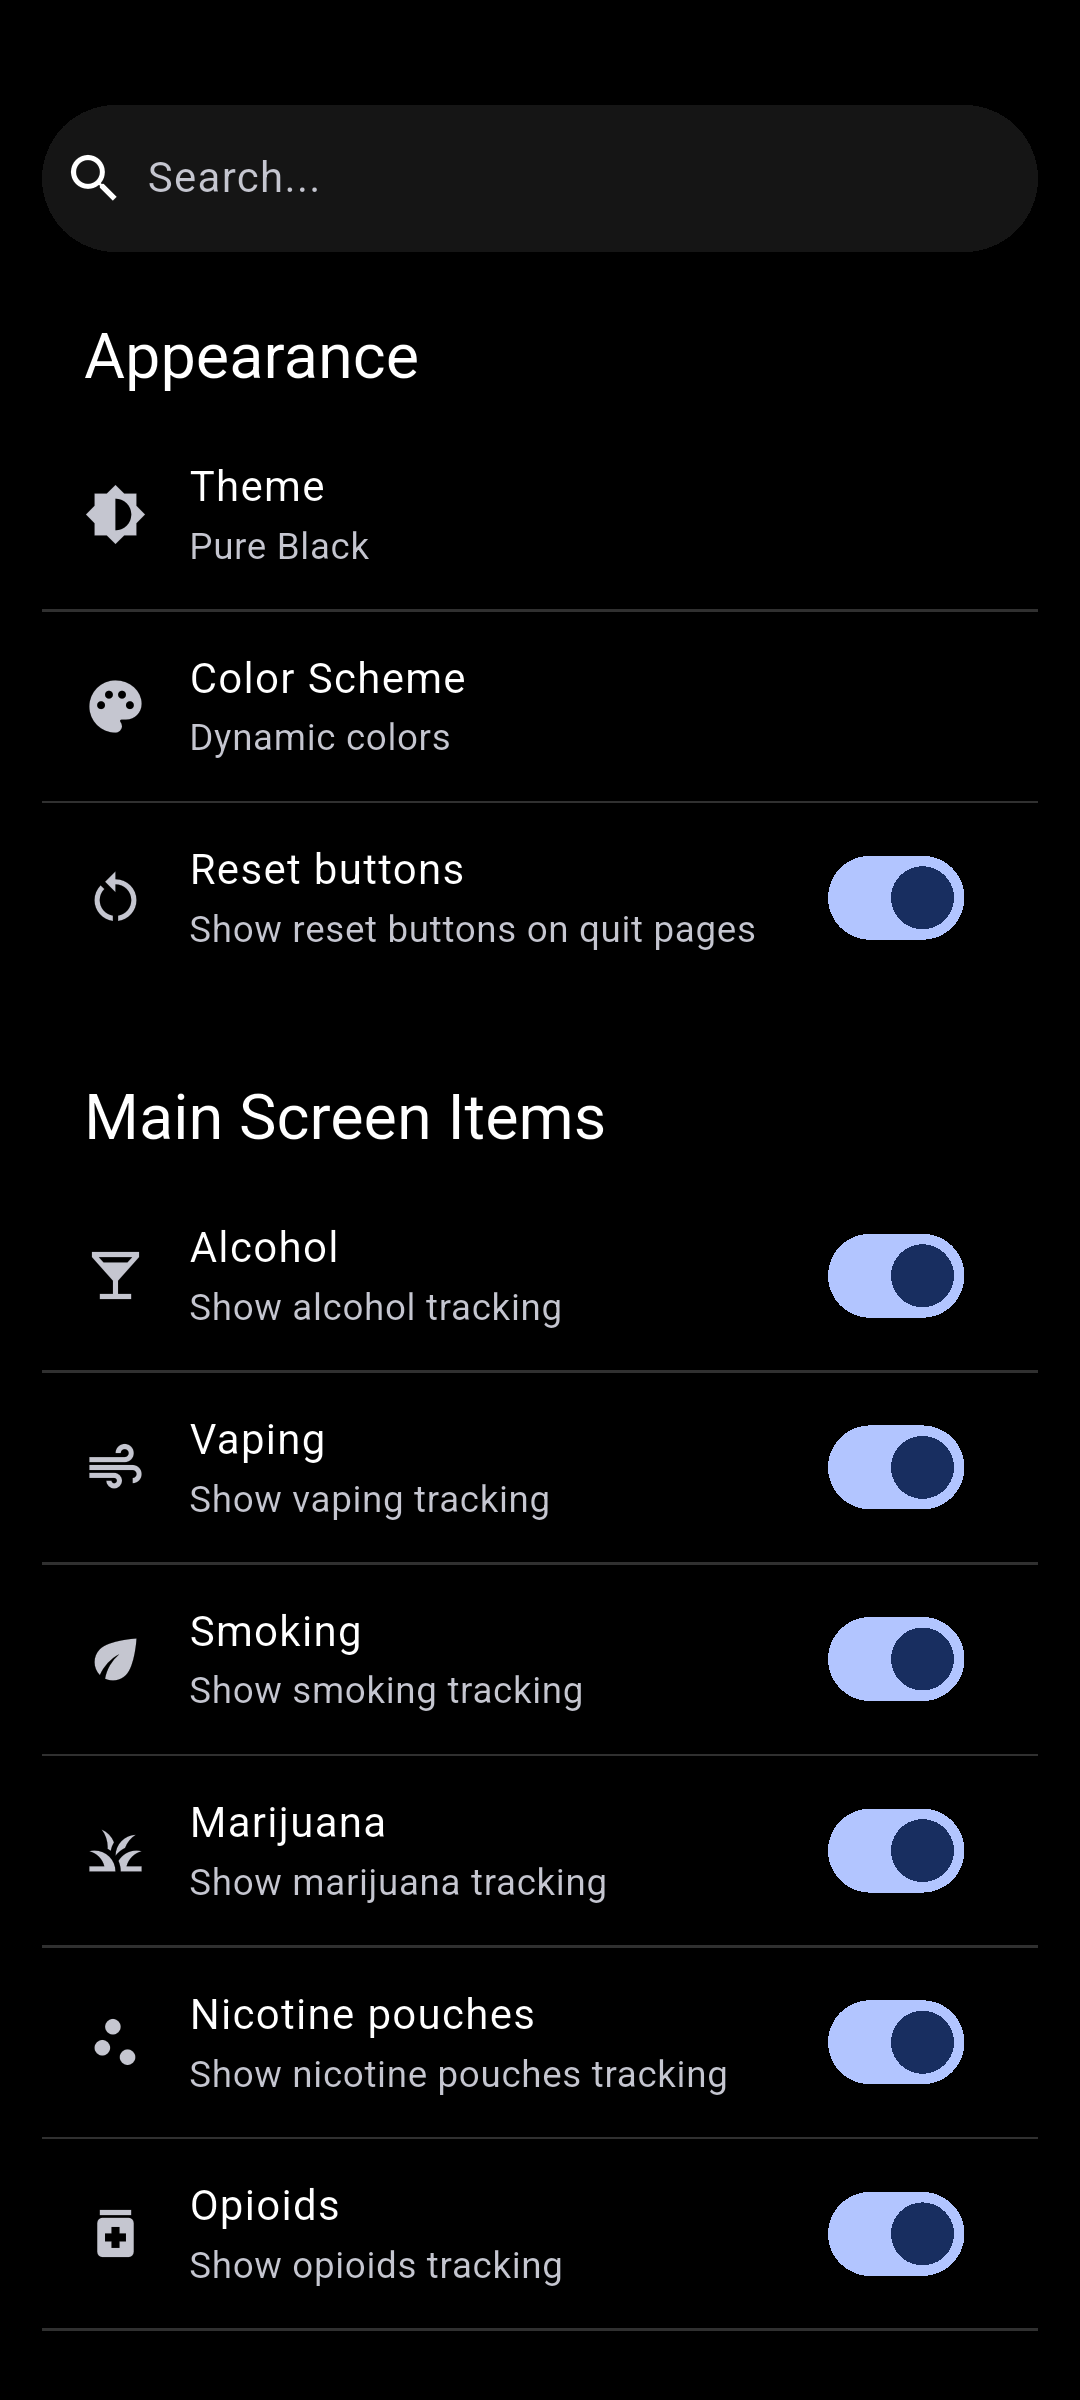 Search...
Appearance
Theme
Pure Black
Color Scheme
Dynamic colors
Reset buttons
Show reset buttons on quit pages
Main Screen Items
Alcohol
Show alcohol tracking
Vaping
Show vaping tracking
Smoking
Show smoking tracking
Marijuana
Show marijuana tracking
Nicotine pouches
Show nicotine pouches tracking
Opioids
Show opioids tracking